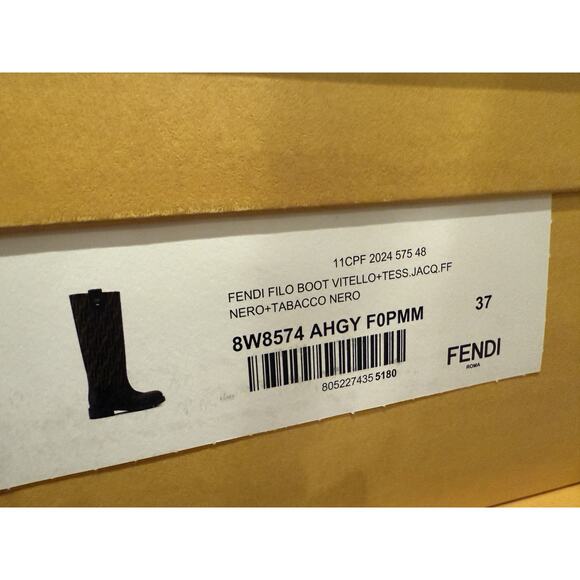 11CPF 2024 575 48
FENDI FILO BOOT VITELLO+TESS.JACQ.FF
NERO+TABACCO NERO
8W8574 AHGY F0PMM
37
805227435 5180
FENDI
ROMA